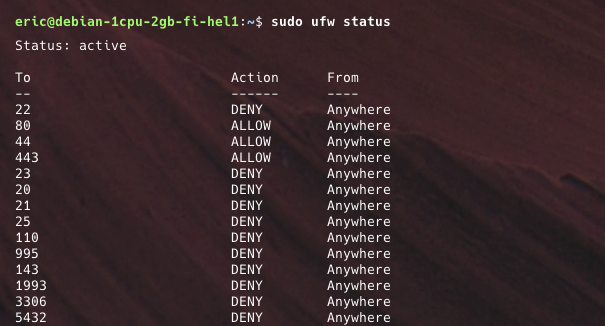 eric@debian-1cpu-2gb-fi-hel1:~$ sudo ufw status
Status: active
To Action From
-- ------ ----
22 DENY Anywhere
80 ALLOW Anywhere
44 ALLOW Anywhere
443 ALLOW Anywhere
23 DENY Anywhere
20 DENY Anywhere
21 DENY Anywhere
25 DENY Anywhere
110 DENY Anywhere
995 DENY Anywhere
143 DENY Anywhere
1993 DENY Anywhere
3306 DENY Anywhere
5432 DENY Anywhere